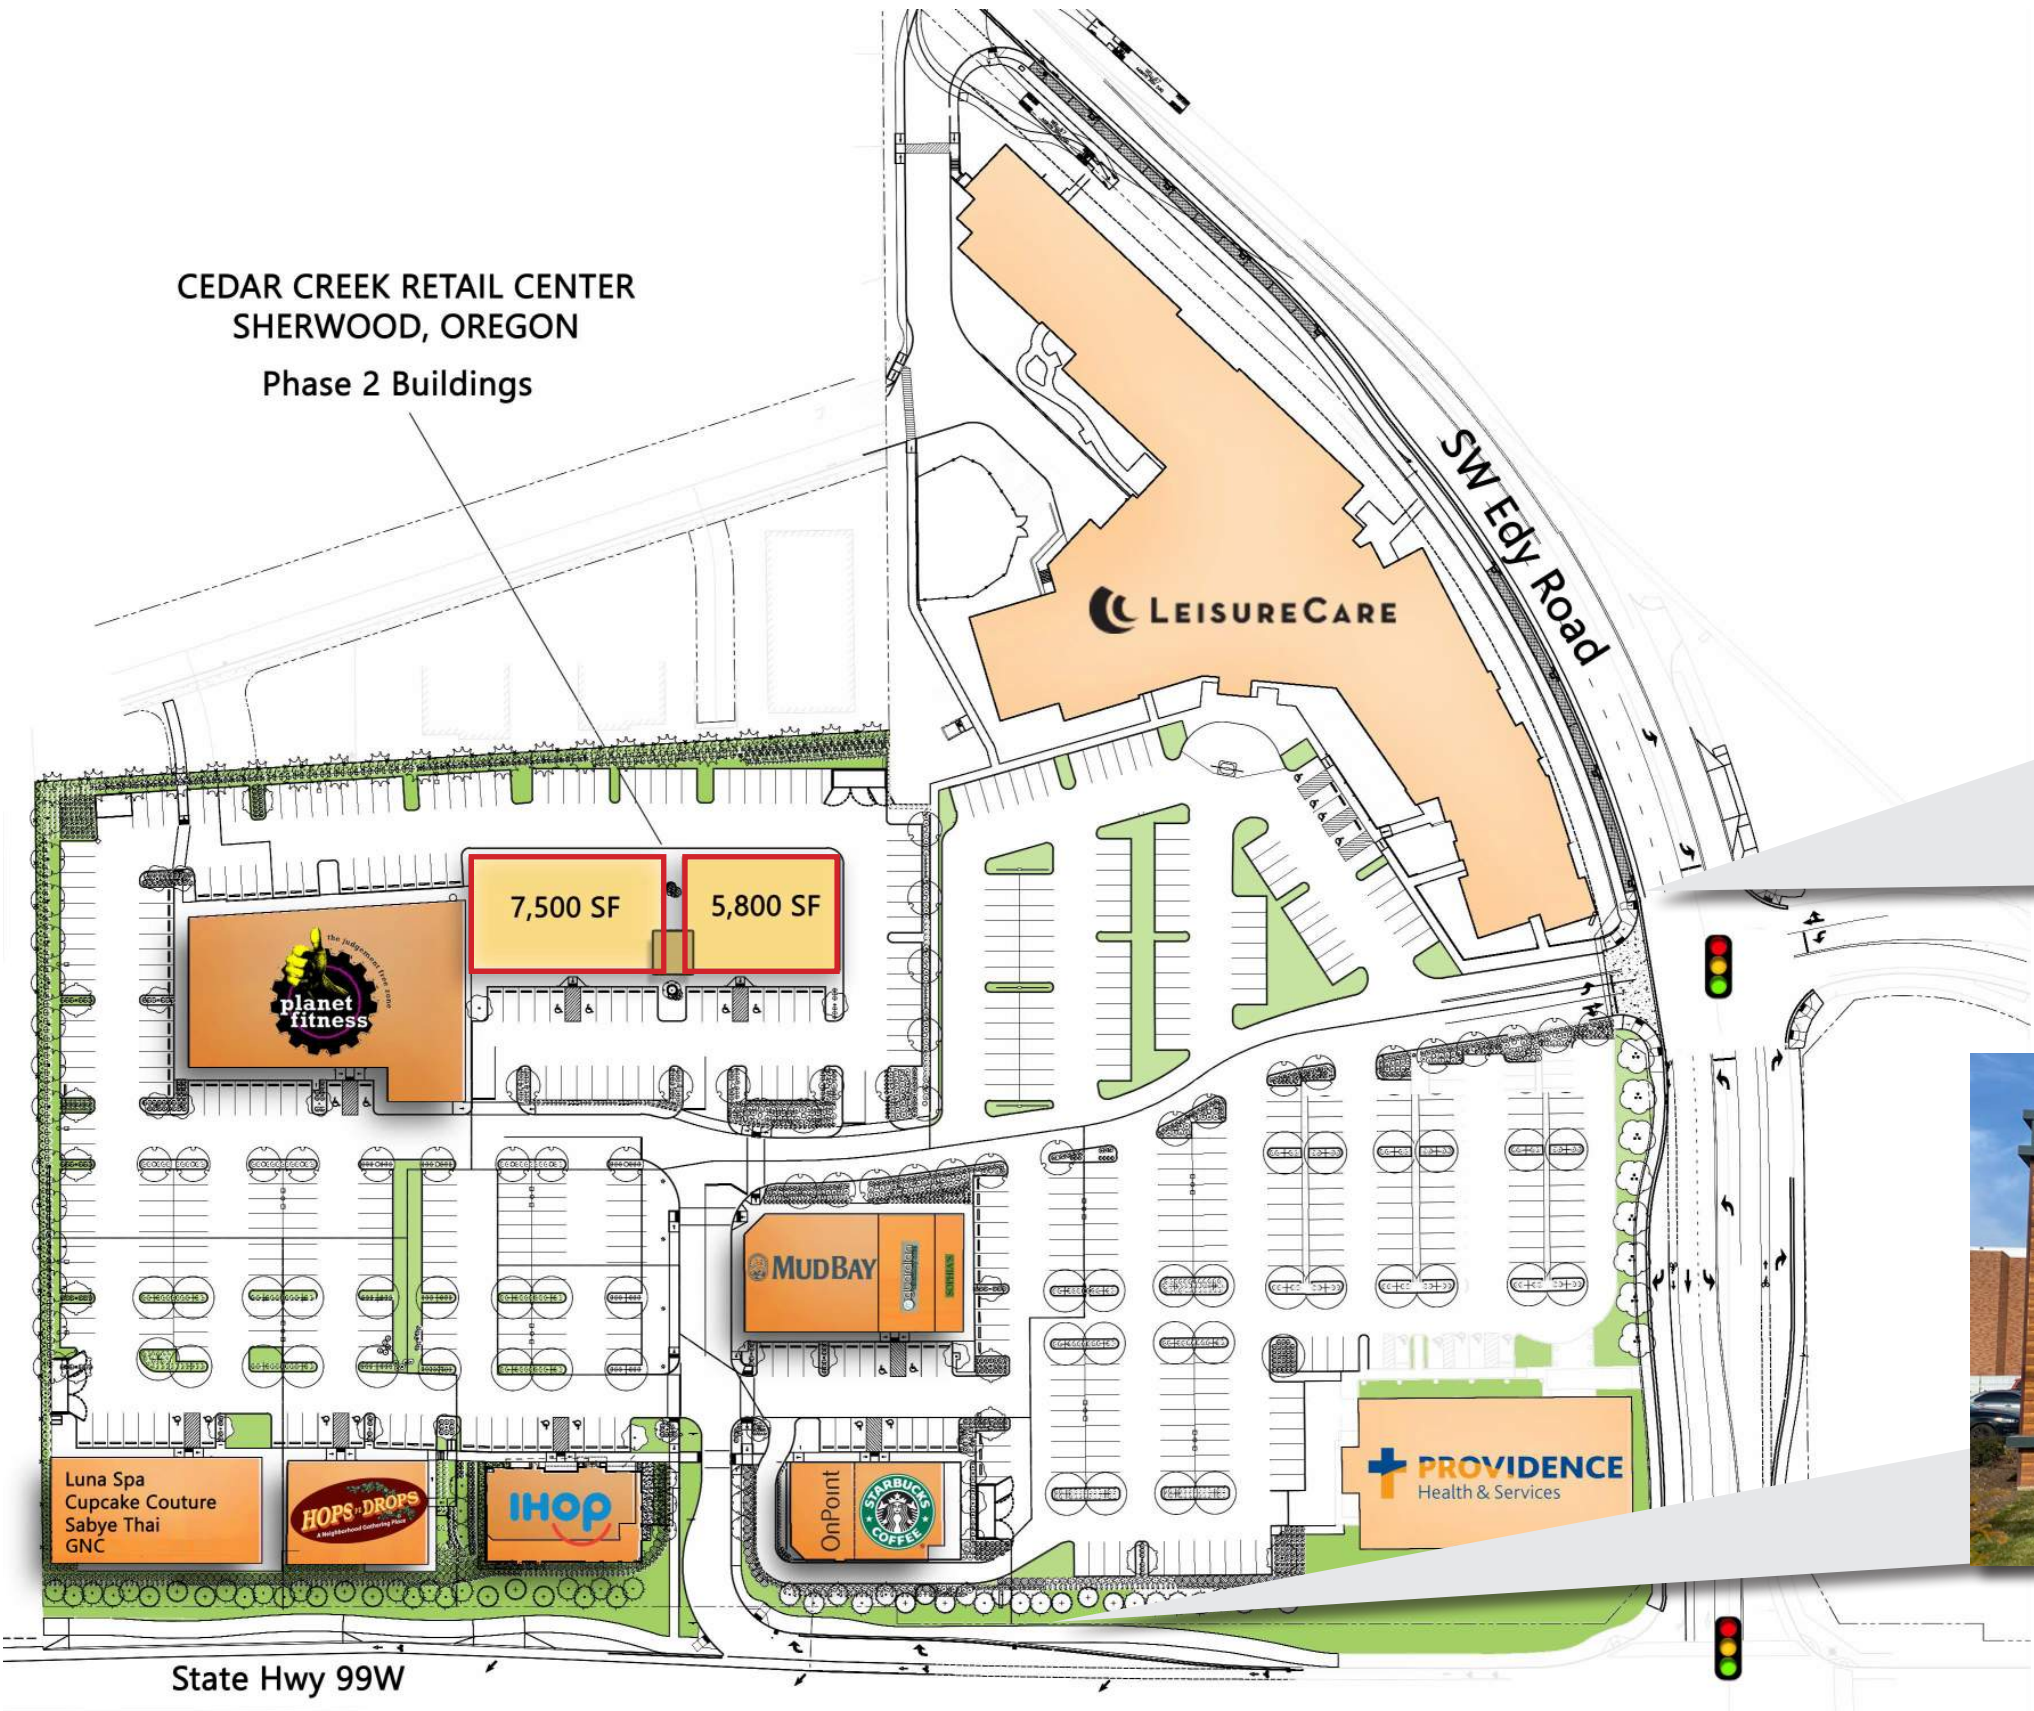 CEDAR CREEK RETAIL CENTER
SHERWOOD, OREGON
Phase 2 Buildings
SW Edy Road
LEISURECARE
7,500 SF
5,800 SF
the judgement free zone
planet
fitness
MUDBAY
Luna Spa
Cupcake Couture
Sabye Thai
GNC
HOPS n DROPS
A Neighborhood Gathering Place
IHOP
OnPoint
STARBUCKS
COFFEE
PROVIDENCE
Health & Services
State Hwy 99W